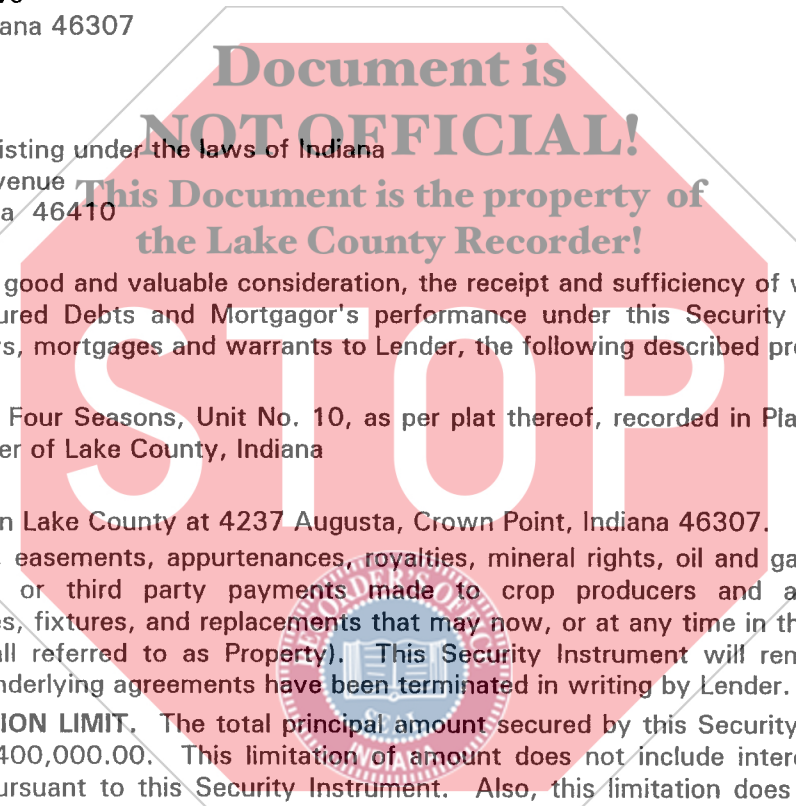 ana 46307
Document is
NOT OFFICIAL!
isting under the laws of Indiana
venue
This Document is the property of
a 46410
the Lake County Recorder!
good and valuable consideration, the receipt and sufficiency of
ured Debts and Mortgagor's performance under this Security
rs, mortgages and warrants to Lender, the following described pr
STOP
Four Seasons, Unit No. 10, as per plat thereof, recorded in Pla
er of Lake County, Indiana
n Lake County at 4237 Augusta, Crown Point, Indiana 46307.
easements, appurtenances, royalties, mineral rights, oil and ga
or third party payments made to crop producers and a
es, fixtures, and replacements that may now, or at any time in th
all referred to as Property). This Security Instrument will rem
nderlying agreements have been terminated in writing by Lender.
RECORDER'S OFFICE
SEAL
INDIANA
ION LIMIT. The total principal amount secured by this Security
400,000.00. This limitation of amount does not include inter
ursuant to this Security Instrument. Also, this limitation does